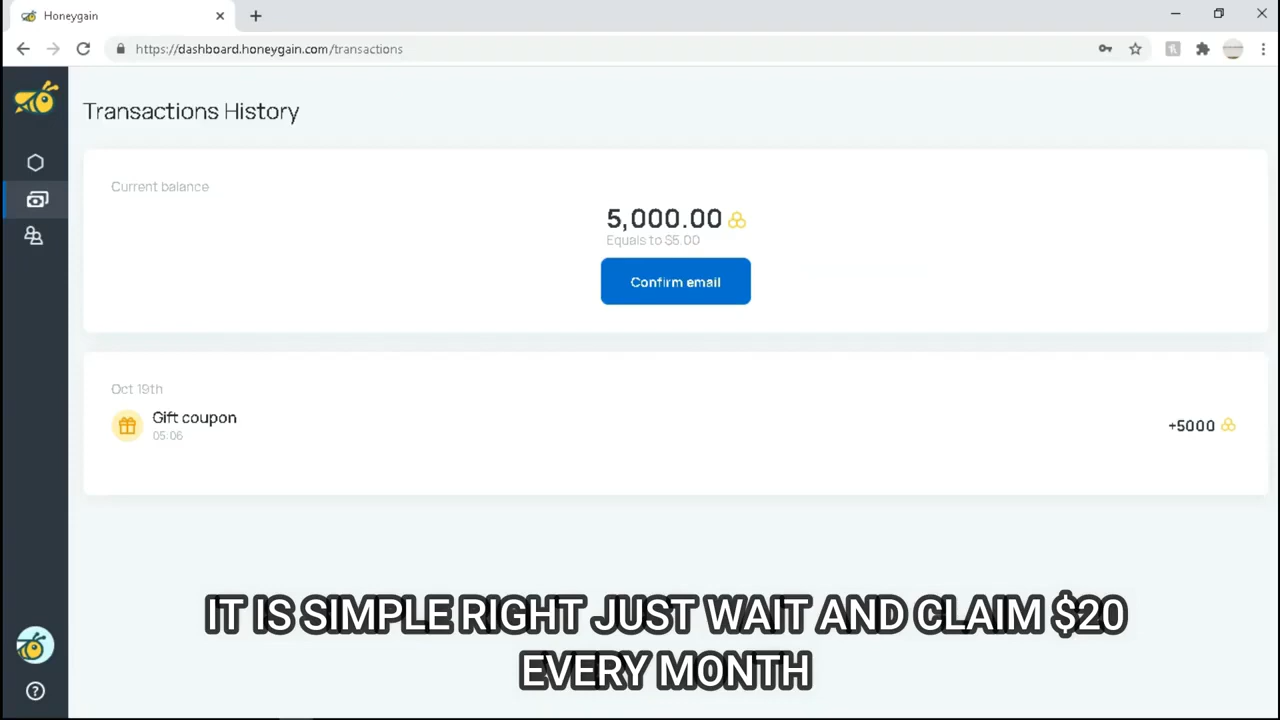 Honeygain
https://dashboard.honeygain.com/transactions
Transactions History
Current balance
5,000.00
Equals to $5.00
Confirm email
Oct 19th
Gift coupon
05:06
+5000
IT IS SIMPLE RIGHT JUST WAIT AND CLAIM $20
EVERY MONTH